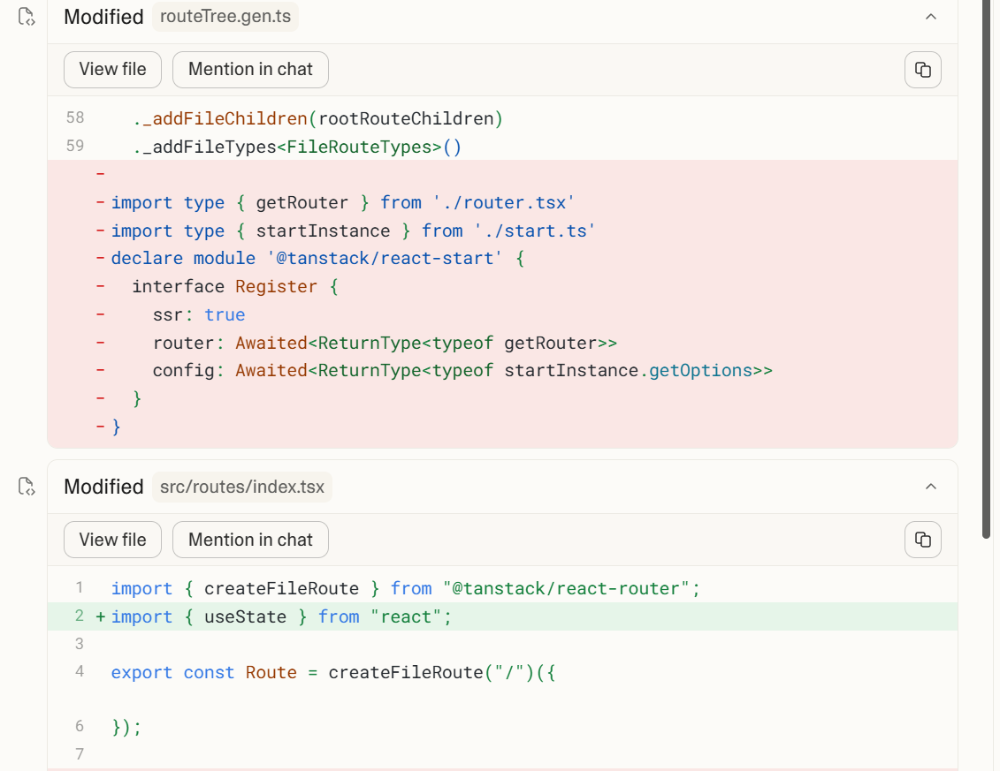 Modified routeTree.gen.ts
View file Mention in chat
58 ._addFileChildren(rootRouteChildren)
59 ._addFileTypes<FileRouteTypes>()
-
- import type { getRouter } from './router.tsx'
- import type { startInstance } from './start.ts'
- declare module '@tanstack/react-start' {
-   interface Register {
-     ssr: true
-     router: Awaited<ReturnType<typeof getRouter>>
-     config: Awaited<ReturnType<typeof startInstance.getOptions>>
-   }
- }
Modified src/routes/index.tsx
View file Mention in chat
1 import { createFileRoute } from "@tanstack/react-router";
2 + import { useState } from "react";
3
4 export const Route = createFileRoute("/")({
6 });
7